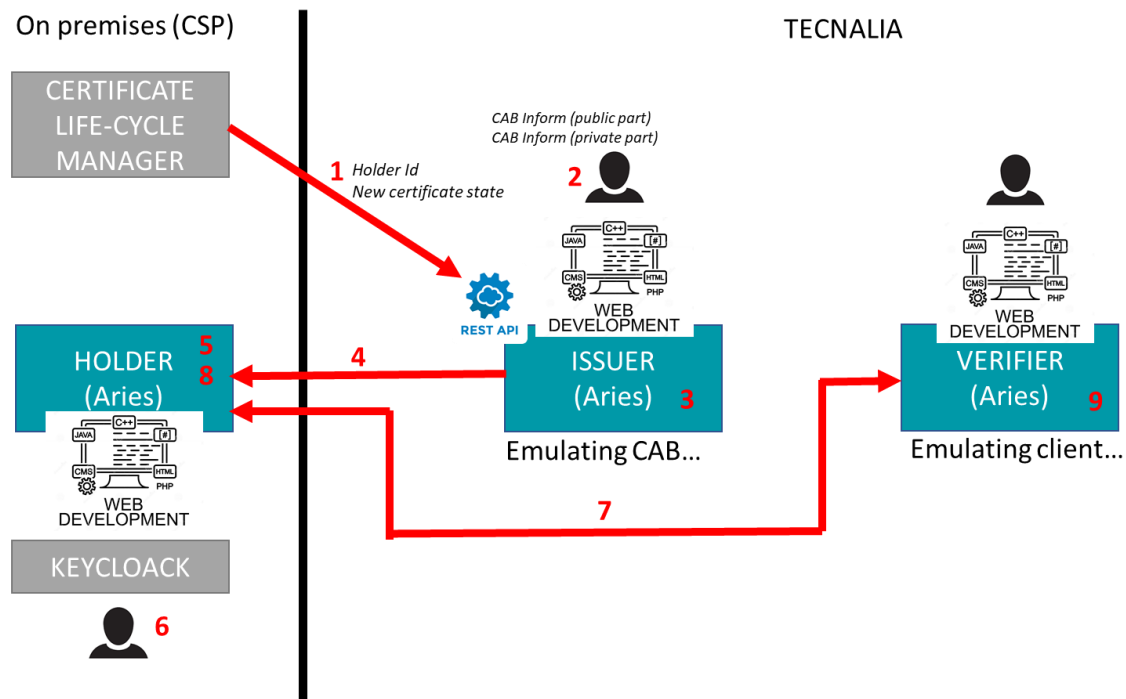 On premises (CSP)
TECNALIA
CERTIFICATE
LIFE-CYCLE
MANAGER
1
Holder Id
New certificate state
CAB Inform (public part)
CAB Inform (private part)
2
C++
JAVA
[#]
CMS
HTML
PHP
WEB
DEVELOPMENT
C++
JAVA
[#]
CMS
HTML
PHP
WEB
DEVELOPMENT
REST API
HOLDER
(Aries)
5
8
4
ISSUER
(Aries)
3
Emulating CAB...
VERIFIER
(Aries)
9
Emulating client...
C++
JAVA
[#]
CMS
HTML
PHP
WEB
DEVELOPMENT
7
KEYCLOACK
6